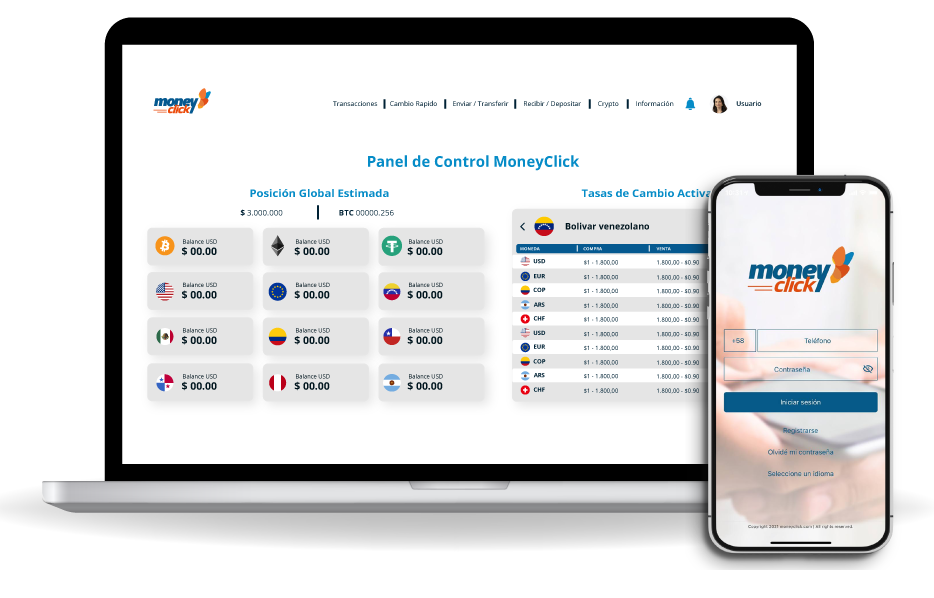 money
click
Transacciones
Cambio Rapido
Enviar / Transferir
Recibir / Depositar
Crypto
Información
Usuario
Panel de Control MoneyClick
Posición Global Estimada
$ 3.000.000
BTC 00000.256
Balance USD
$ 00.00
Balance USD
$ 00.00
Balance USD
$ 00.00
Balance USD
$ 00.00
Balance USD
$ 00.00
Balance USD
$ 00.00
Balance USD
$ 00.00
Balance USD
$ 00.00
Balance USD
$ 00.00
Balance USD
$ 00.00
Balance USD
$ 00.00
Balance USD
$ 00.00
Tasas de Cambio Activa
Bolivar venezolano
MONEDA COMPRA VENTA
USD $1 - 1.800,00 1.800,00 - $0.90
EUR $1 - 1.800,00 1.800,00 - $0.90
COP $1 - 1.800,00 1.800,00 - $0.90
ARS $1 - 1.800,00 1.800,00 - $0.90
CHF $1 - 1.800,00 1.800,00 - $0.90
USD $1 - 1.800,00 1.800,00 - $0.90
EUR $1 - 1.800,00 1.800,00 - $0.90
COP $1 - 1.800,00 1.800,00 - $0.90
ARS $1 - 1.800,00 1.800,00 - $0.90
CHF $1 - 1.800,00 1.800,00 - $0.90
money
click
+58 Teléfono
Contraseña
Iniciar sesión
Registrarse
Olvidé mi contraseña
Seleccione un idioma
Copyright 2021 moneyclick.com | All rights reserved.